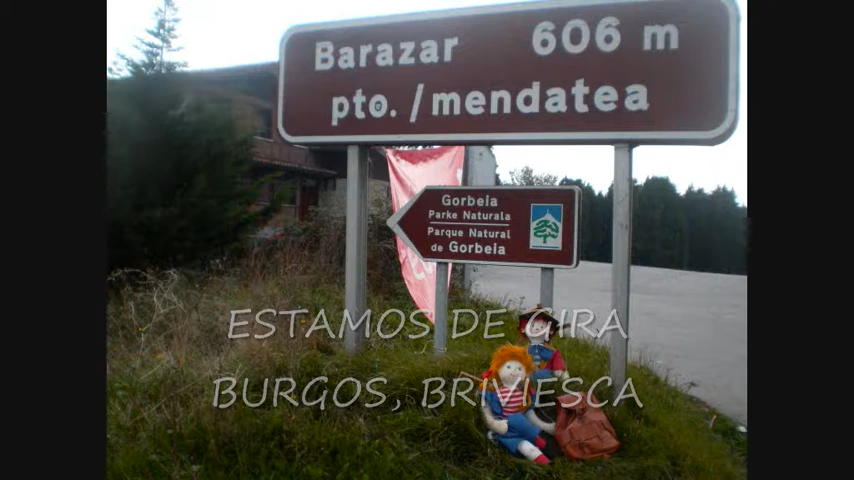 Barazar 606 m
pto./mendatea
Gorbeia
Parke Naturala
Parque Natural
de Gorbeia
ESTAMOS DE GIRA
BURGOS, BRIVIESCA